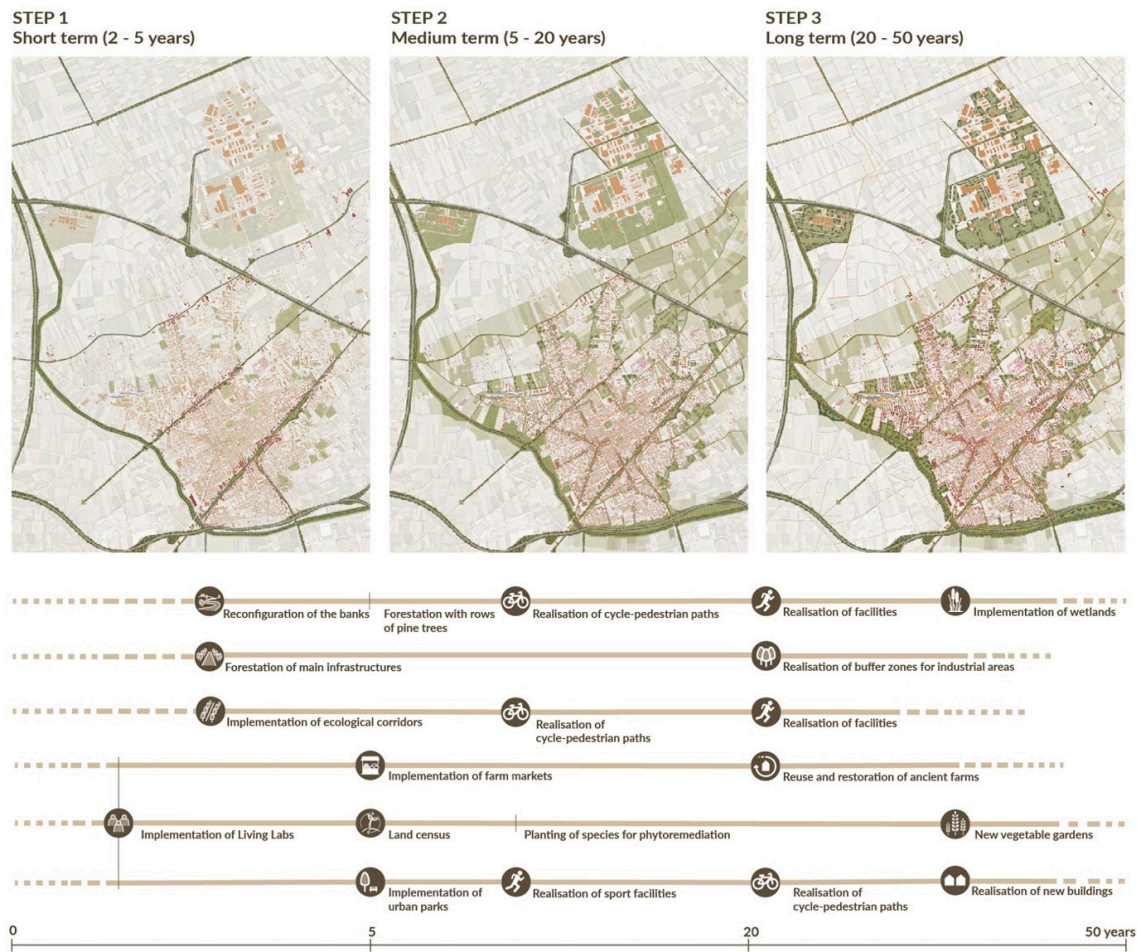 STEP 1
Short term (2 - 5 years)
STEP 2
Medium term (5 - 20 years)
STEP 3
Long term (20 - 50 years)
Reconfiguration of the banks
Forestation with rows
of pine trees
Realisation of cycle-pedestrian paths
Realisation of facilities
Implementation of wetlands
Forestation of main infrastructures
Realisation of buffer zones for industrial areas
Implementation of ecological corridors
Realisation of
cycle-pedestrian paths
Realisation of facilities
Implementation of farm markets
Reuse and restoration of ancient farms
Implementation of Living Labs
Land census
Planting of species for phytoremediation
New vegetable gardens
Implementation of
urban parks
Realisation of sport facilities
Realisation of
cycle-pedestrian paths
Realisation of new buildings
0
5
20
50 years